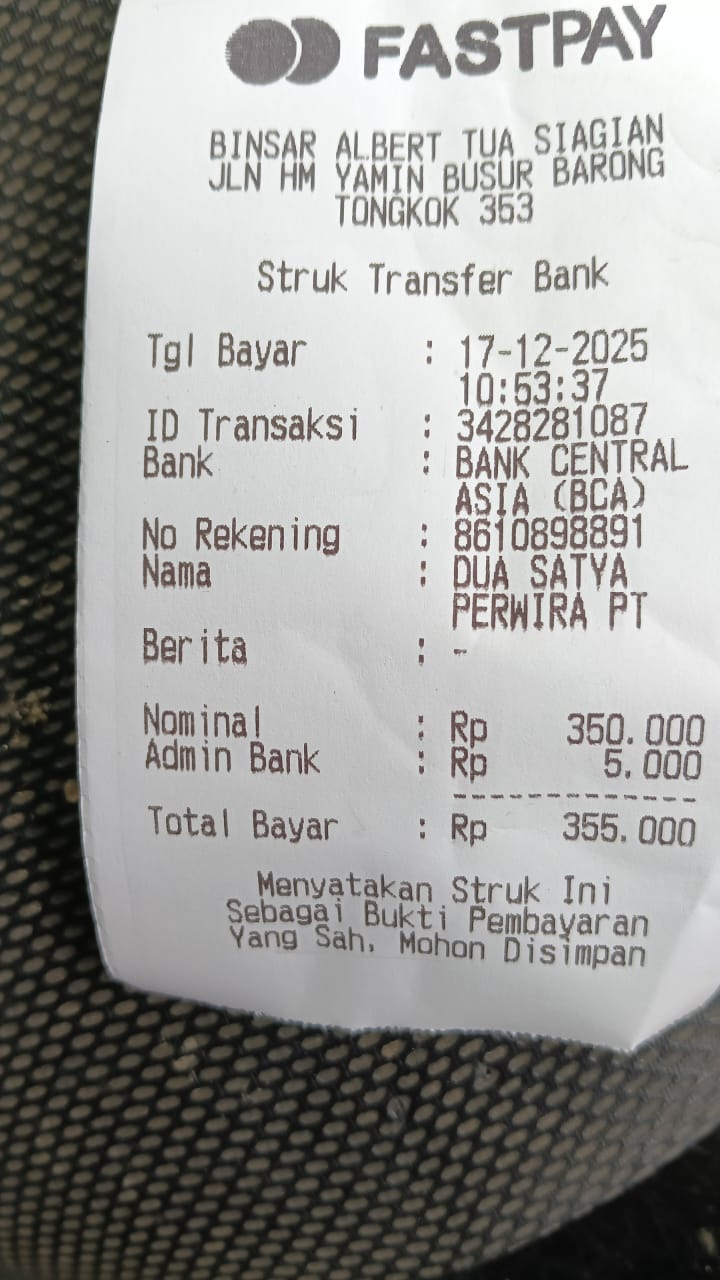 FASTPAY
BINSAR ALBERT TUA SIAGIAN
JLN HM YAMIN BUSUR BARONG
TONGKOK 353
Struk Transfer Bank
Tgl Bayar : 17-12-2025
10:53:37
ID Transaksi : 3428281087
Bank : BANK CENTRAL
ASIA (BCA)
No Rekening : 8610898891
Nama : DUA SATYA
PERWIRA PT
Berita : -
Nominal : Rp 350.000
Admin Bank : Rp 5.000
--------------
Total Bayar : Rp 355.000
Menyatakan Struk Ini
Sebagai Bukti Pembayaran
Yang Sah, Mohon Disimpan